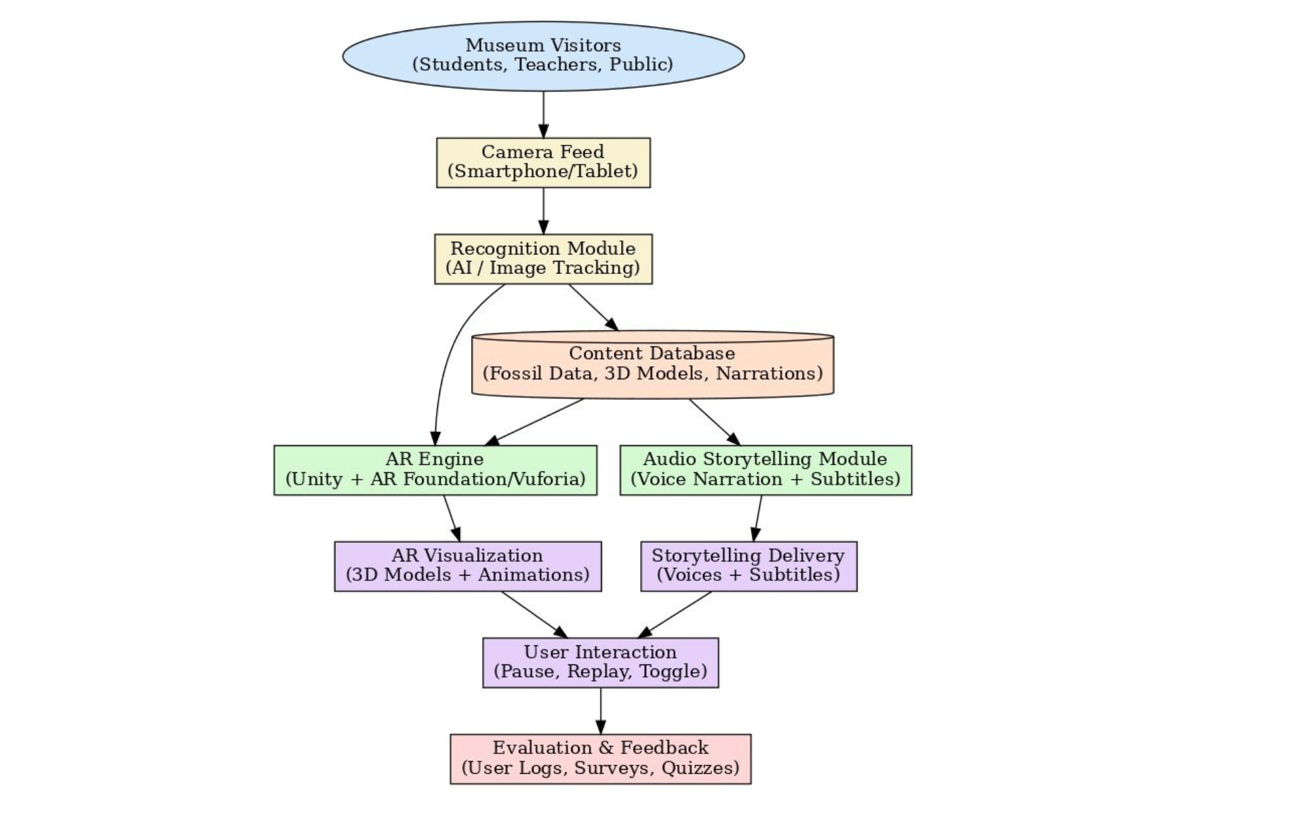 Museum Visitors
(Students, Teachers, Public)
Camera Feed
(Smartphone/Tablet)
Recognition Module
(AI / Image Tracking)
Content Database
(Fossil Data, 3D Models, Narrations)
AR Engine
(Unity + AR Foundation/Vuforia)
Audio Storytelling Module
(Voice Narration + Subtitles)
AR Visualization
(3D Models + Animations)
Storytelling Delivery
(Voices + Subtitles)
User Interaction
(Pause, Replay, Toggle)
Evaluation & Feedback
(User Logs, Surveys, Quizzes)